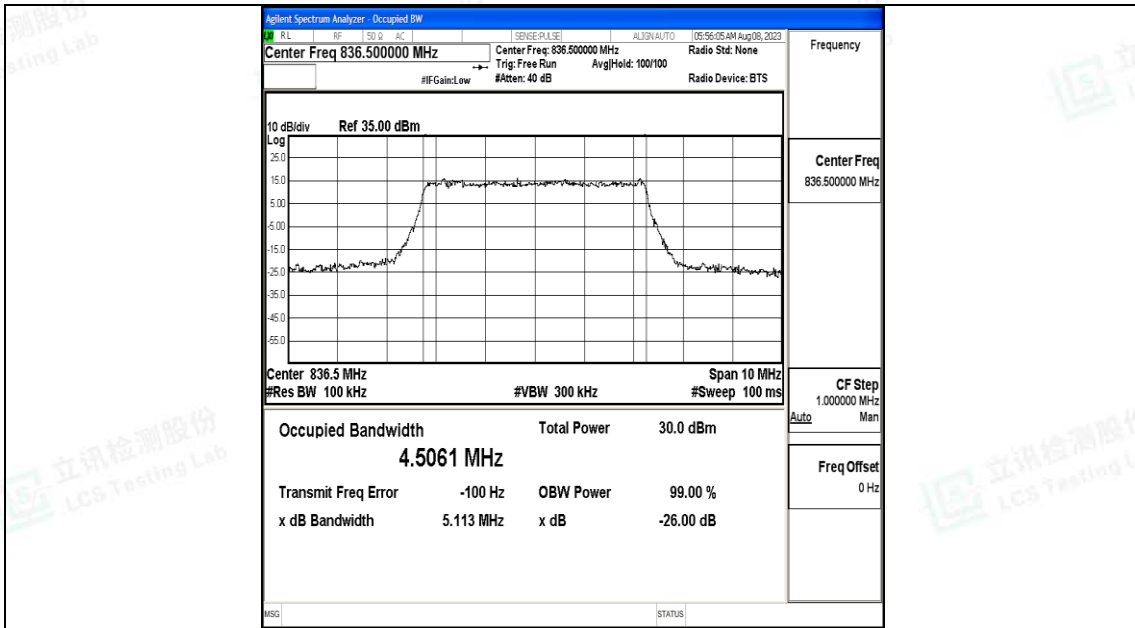 Agilent Spectrum Analyzer - Occupied BW
RL RF 50 Ω AC SENSE:PULSE ALIGN AUTO 05:56:05 AM Aug 08, 2023
Center Freq 836.500000 MHz
Center Freq: 836.500000 MHz
Radio Std: None
Trig: Free Run Avg|Hold: 100/100
#IFGain:Low
#Atten: 40 dB
Radio Device: BTS
10 dB/div Ref 35.00 dBm
Log
25.0
15.0
5.00
-5.00
-15.0
-25.0
-35.0
-45.0
-55.0
Center 836.5 MHz
Span 10 MHz
#Res BW 100 kHz
#VBW 300 kHz
#Sweep 100 ms
Occupied Bandwidth
4.5061 MHz
Total Power 30.0 dBm
Transmit Freq Error -100 Hz
OBW Power 99.00 %
x dB Bandwidth 5.113 MHz
x dB -26.00 dB
MSG
STATUS
Frequency
Center Freq
836.500000 MHz
CF Step
1.000000 MHz
Auto Man
Freq Offset
0 Hz
立讯检测股份
LCS Testing Lab
立讯检测股份
LCS Testing L